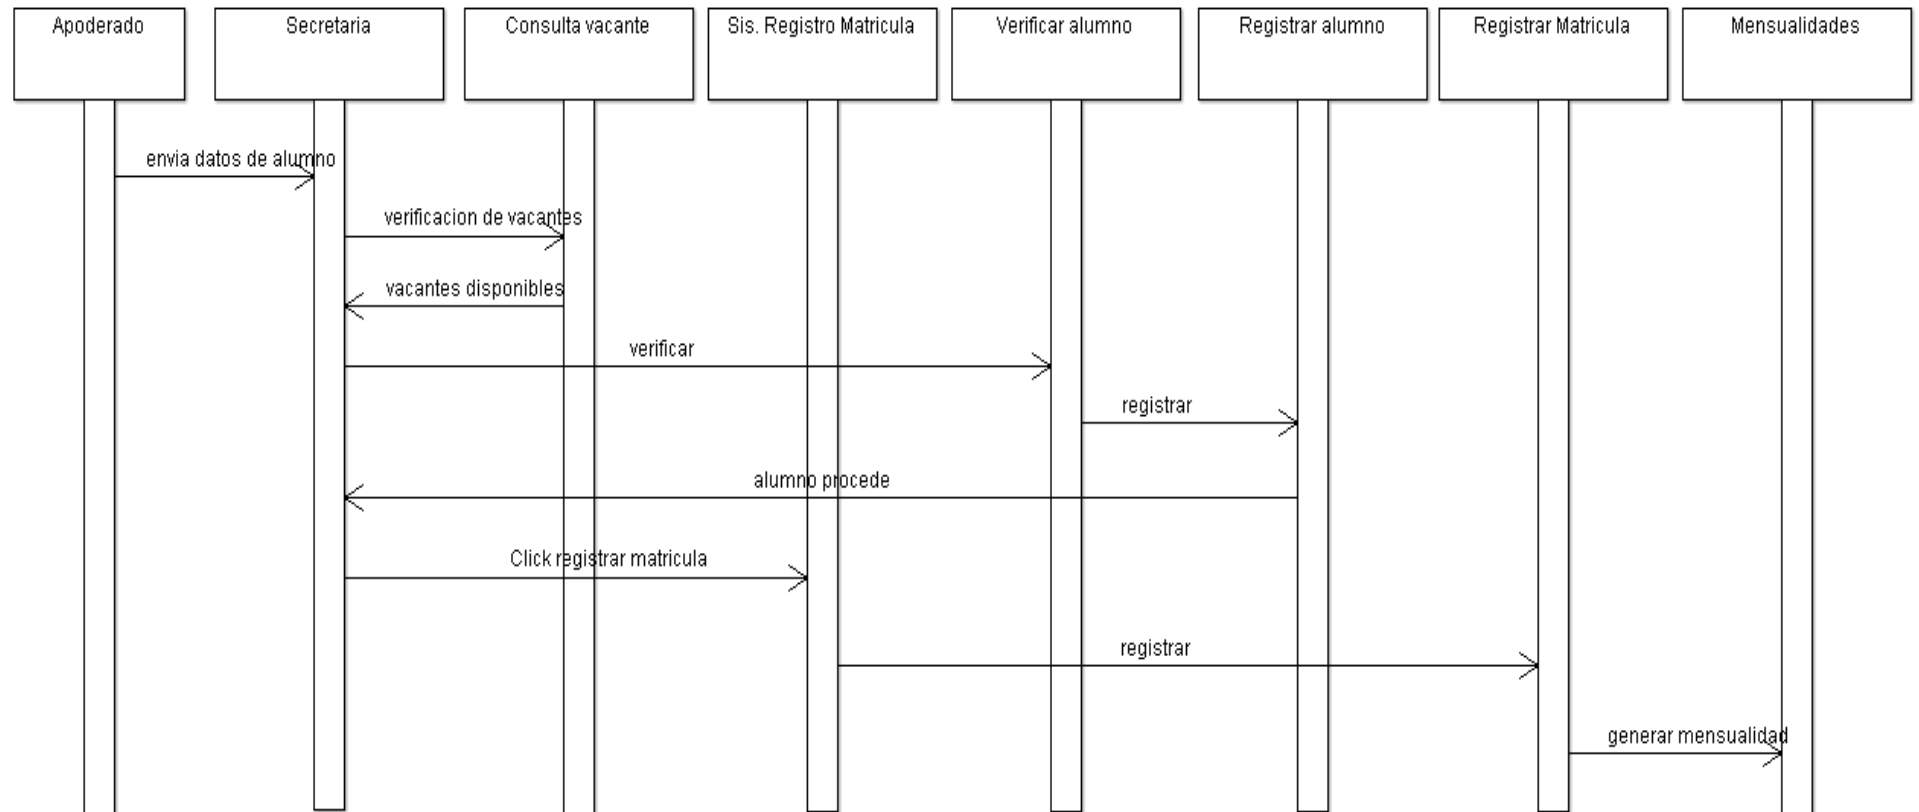 Apoderado
Secretaria
Consulta vacante
Sis. Registro Matricula
Verificar alumno
Registrar alumno
Registrar Matricula
Mensualidades
envia datos de alumno
verificacion de vacantes
vacantes disponibles
verificar
registrar
alumno procede
Click registrar matricula
registrar
generar mensualidad